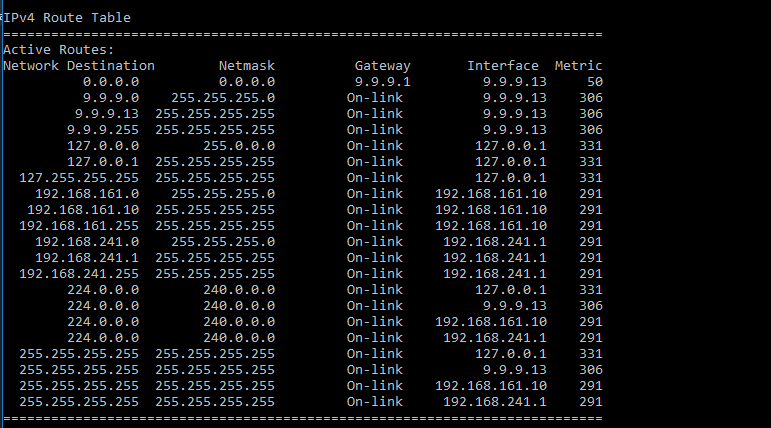 IPv4 Route Table
===========================================================================
Active Routes:
Network Destination        Netmask          Gateway       Interface  Metric
          0.0.0.0          0.0.0.0          9.9.9.1         9.9.9.13     50
          9.9.9.0    255.255.255.0         On-link          9.9.9.13    306
         9.9.9.13  255.255.255.255         On-link          9.9.9.13    306
        9.9.9.255  255.255.255.255         On-link          9.9.9.13    306
        127.0.0.0        255.0.0.0         On-link         127.0.0.1    331
        127.0.0.1  255.255.255.255         On-link         127.0.0.1    331
  127.255.255.255  255.255.255.255         On-link         127.0.0.1    331
    192.168.161.0    255.255.255.0         On-link    192.168.161.10    291
   192.168.161.10  255.255.255.255         On-link    192.168.161.10    291
  192.168.161.255  255.255.255.255         On-link    192.168.161.10    291
    192.168.241.0    255.255.255.0         On-link     192.168.241.1    291
    192.168.241.1  255.255.255.255         On-link     192.168.241.1    291
  192.168.241.255  255.255.255.255         On-link     192.168.241.1    291
        224.0.0.0        240.0.0.0         On-link         127.0.0.1    331
        224.0.0.0        240.0.0.0         On-link          9.9.9.13    306
        224.0.0.0        240.0.0.0         On-link    192.168.161.10    291
        224.0.0.0        240.0.0.0         On-link     192.168.241.1    291
  255.255.255.255  255.255.255.255         On-link         127.0.0.1    331
  255.255.255.255  255.255.255.255         On-link          9.9.9.13    306
  255.255.255.255  255.255.255.255         On-link    192.168.161.10    291
  255.255.255.255  255.255.255.255         On-link     192.168.241.1    291
===========================================================================